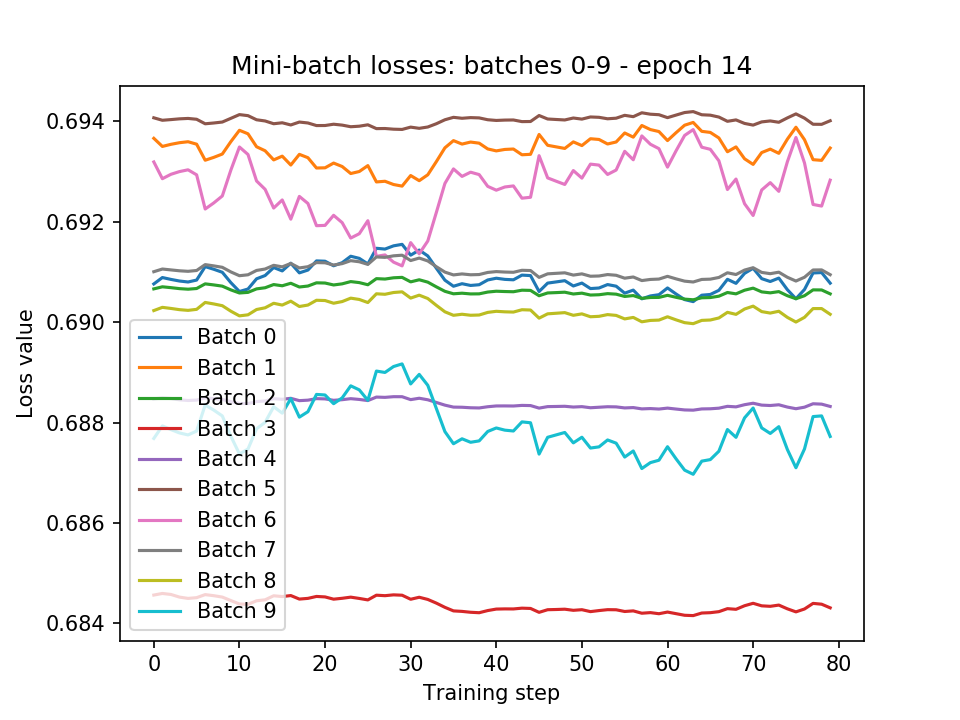 Mini-batch losses: batches 0-9 - epoch 14
Loss value
0.694
0.692
0.690
0.688
0.686
0.684
Batch 0
Batch 1
Batch 2
Batch 3
Batch 4
Batch 5
Batch 6
Batch 7
Batch 8
Batch 9
0 10 20 30 40 50 60 70 80
Training step